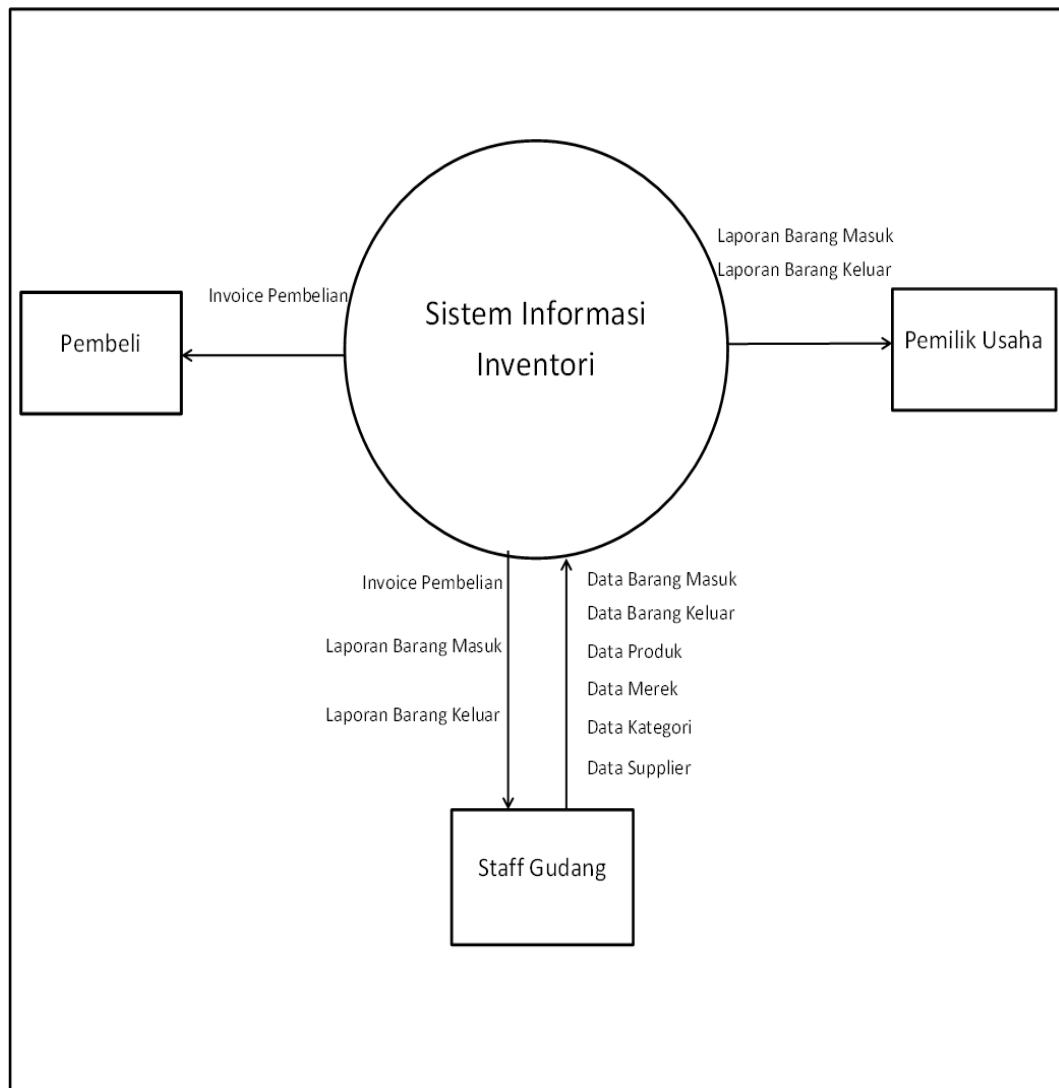 Laporan Barang Masuk
Laporan Barang Keluar
Invoice Pembelian
Sistem Informasi
Inventori
Pembeli
Pemilik Usaha
Invoice Pembelian
Laporan Barang Masuk
Laporan Barang Keluar
Data Barang Masuk
Data Barang Keluar
Data Produk
Data Merek
Data Kategori
Data Supplier
Staff Gudang